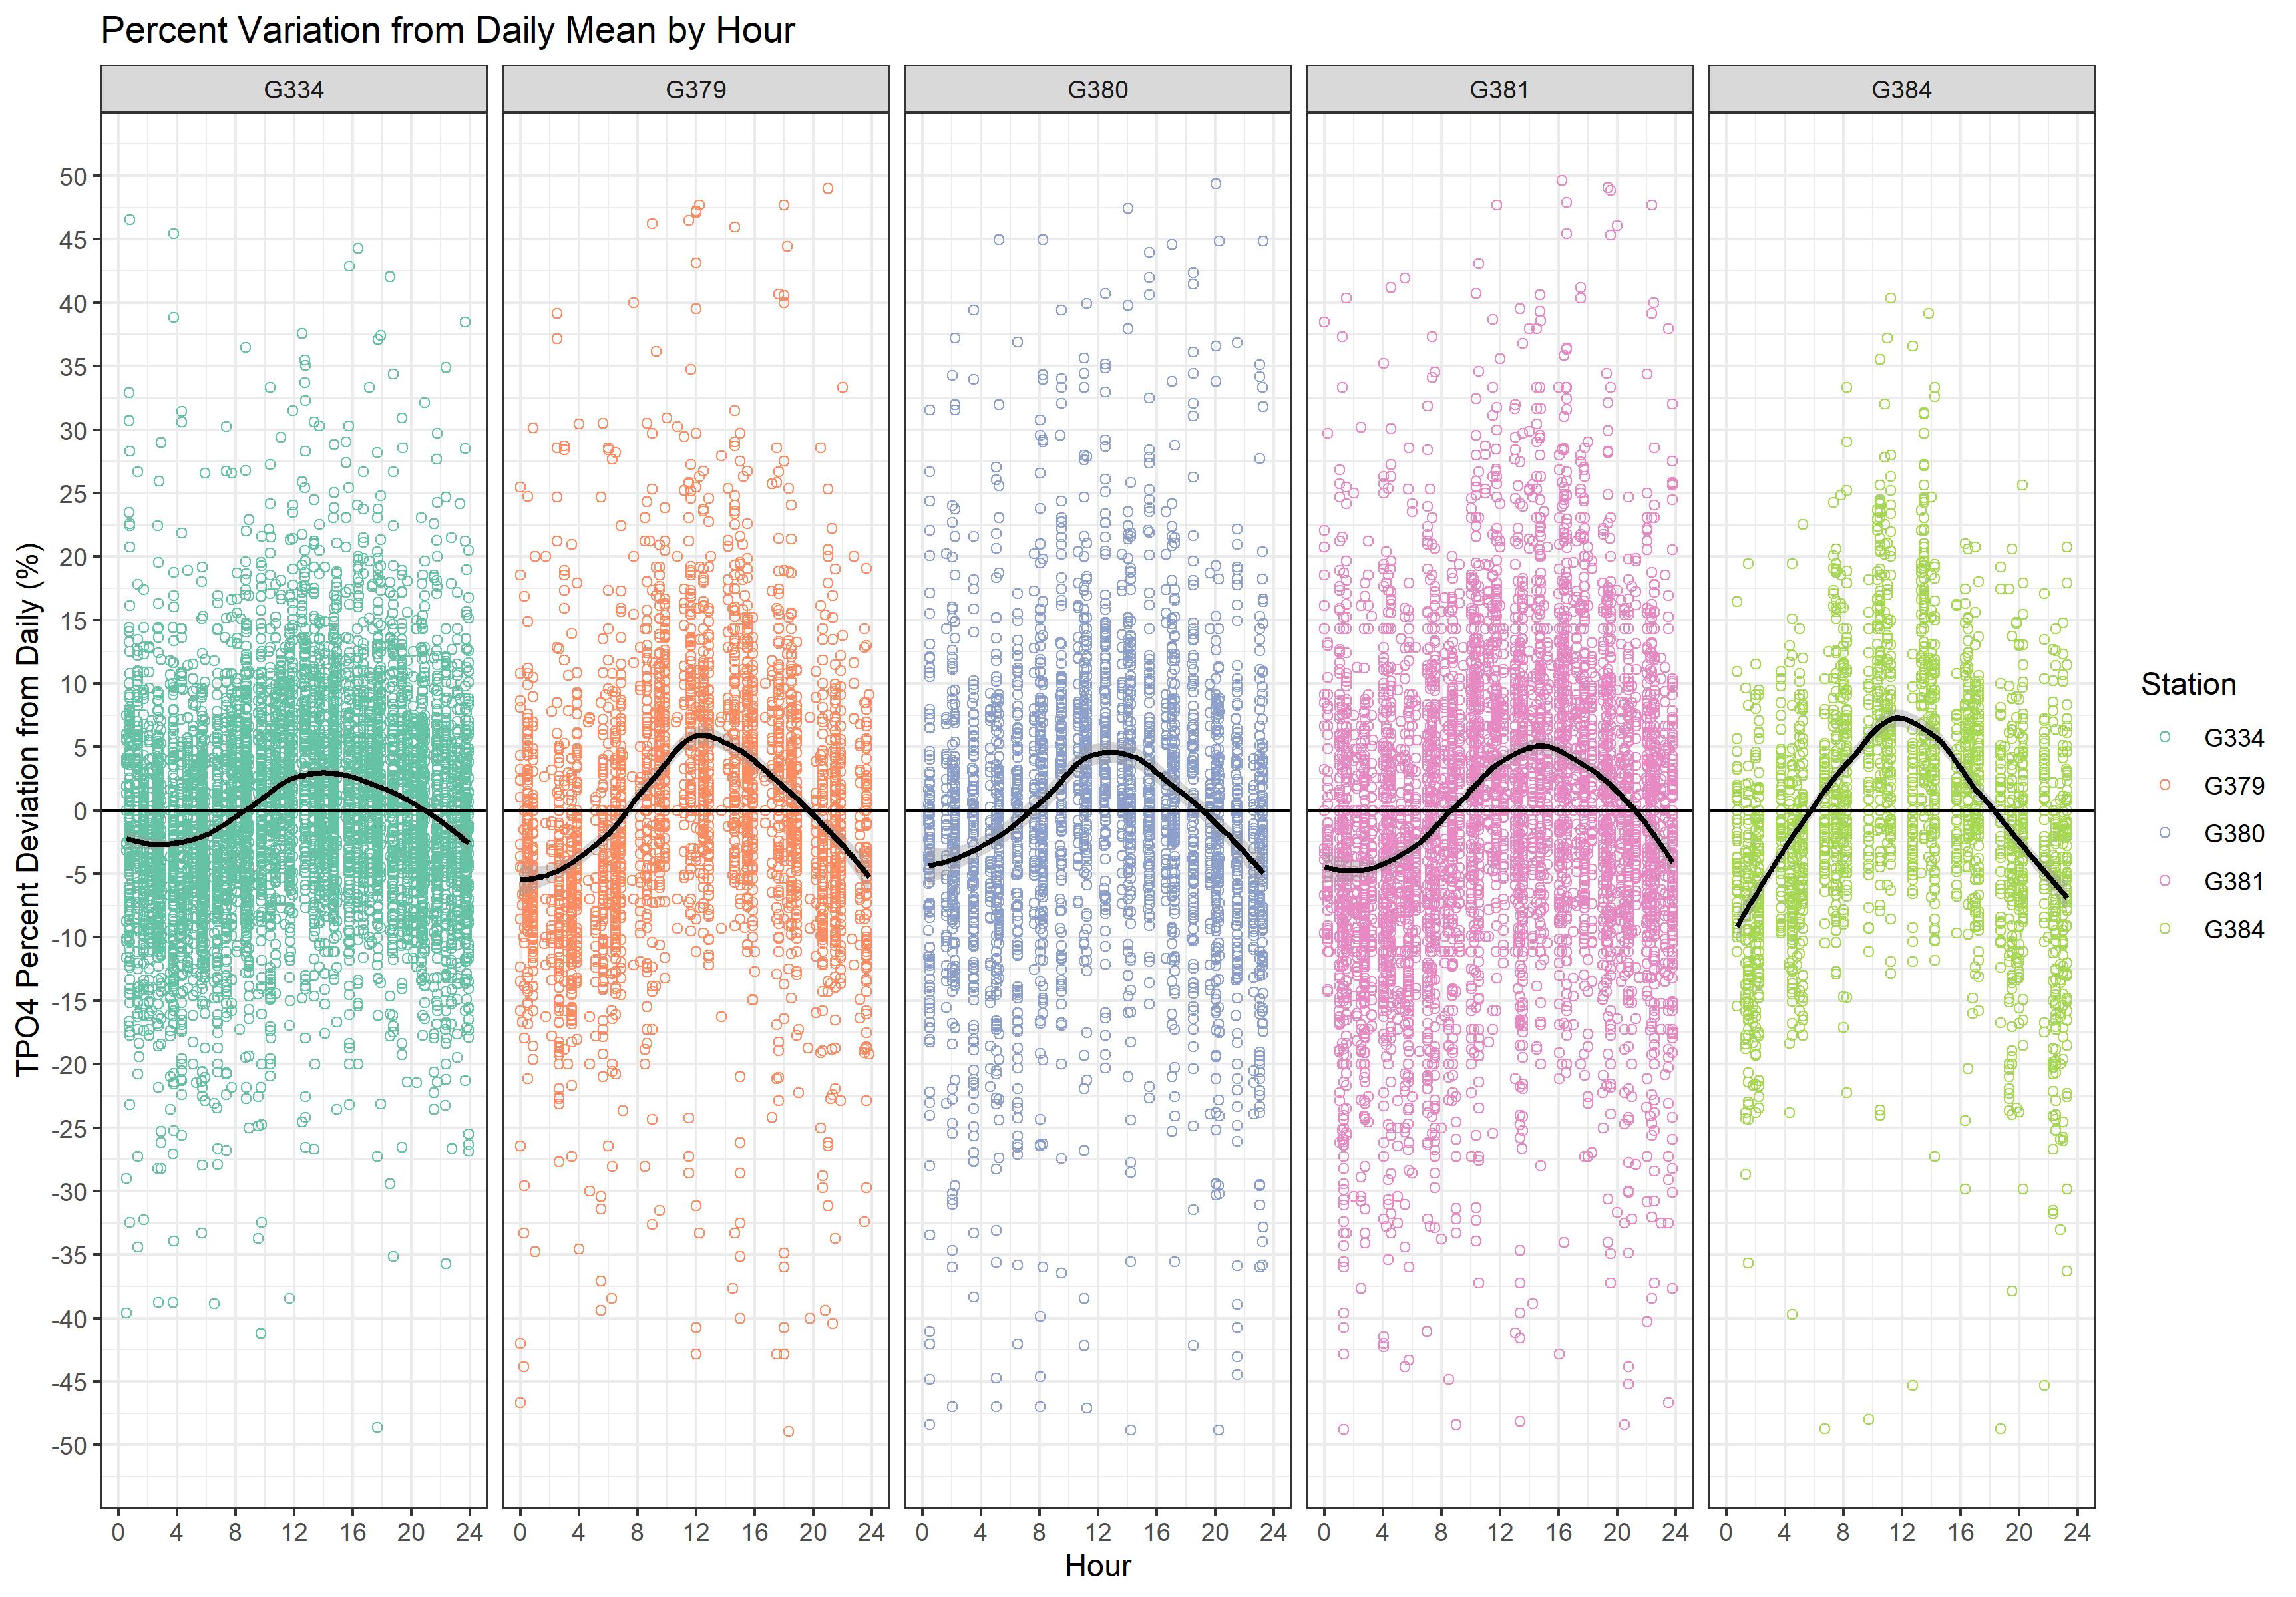 Percent Variation from Daily Mean by Hour
G334 G379 G380 G381 G384
TPO4 Percent Deviation from Daily (%)
50
45
40
35
30
25
20
15
10
5
0
-5
-10
-15
-20
-25
-30
-35
-40
-45
-50
0 4 8 12 16 20 24 0 4 8 12 16 20 24 0 4 8 12 16 20 24 0 4 8 12 16 20 24 0 4 8 12 16 20 24
Hour
Station
G334
G379
G380
G381
G384